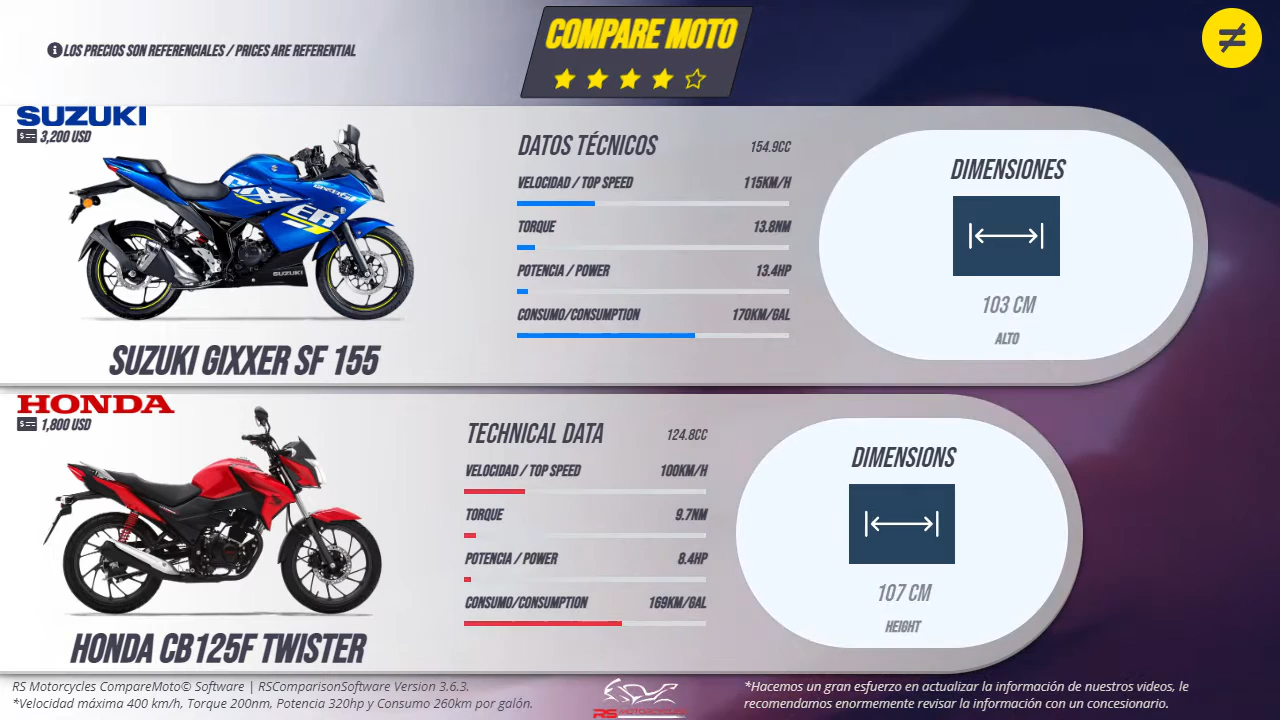 LOS PRECIOS SON REFERENCIALES / PRICES ARE REFERENTIAL
COMPARE MOTO
SUZUKI
3,200 USD
GIXXER
SUZUKI
SUZUKI GIXXER SF 155
DATOS TÉCNICOS 154.9CC
VELOCIDAD / TOP SPEED 115KM/H
TORQUE 13.8NM
POTENCIA / POWER 13.4HP
CONSUMO/CONSUMPTION 170KM/GAL
DIMENSIONES
103 CM
ALTO
HONDA
1,800 USD
HONDA CB125F TWISTER
TECHNICAL DATA 124.8CC
VELOCIDAD / TOP SPEED 100KM/H
TORQUE 9.7NM
POTENCIA / POWER 8.4HP
CONSUMO/CONSUMPTION 169KM/GAL
DIMENSIONS
107 CM
HEIGHT
RS Motorcycles CompareMoto© Software | RSComparisonSoftware Version 3.6.3.
*Velocidad máxima 400 km/h, Torque 200nm, Potencia 320hp y Consumo 260km por galón.
RS MOTORCYCLES
*Hacemos un gran esfuerzo en actualizar la información de nuestros videos, le
recomendamos enormemente revisar la información con un concesionario.